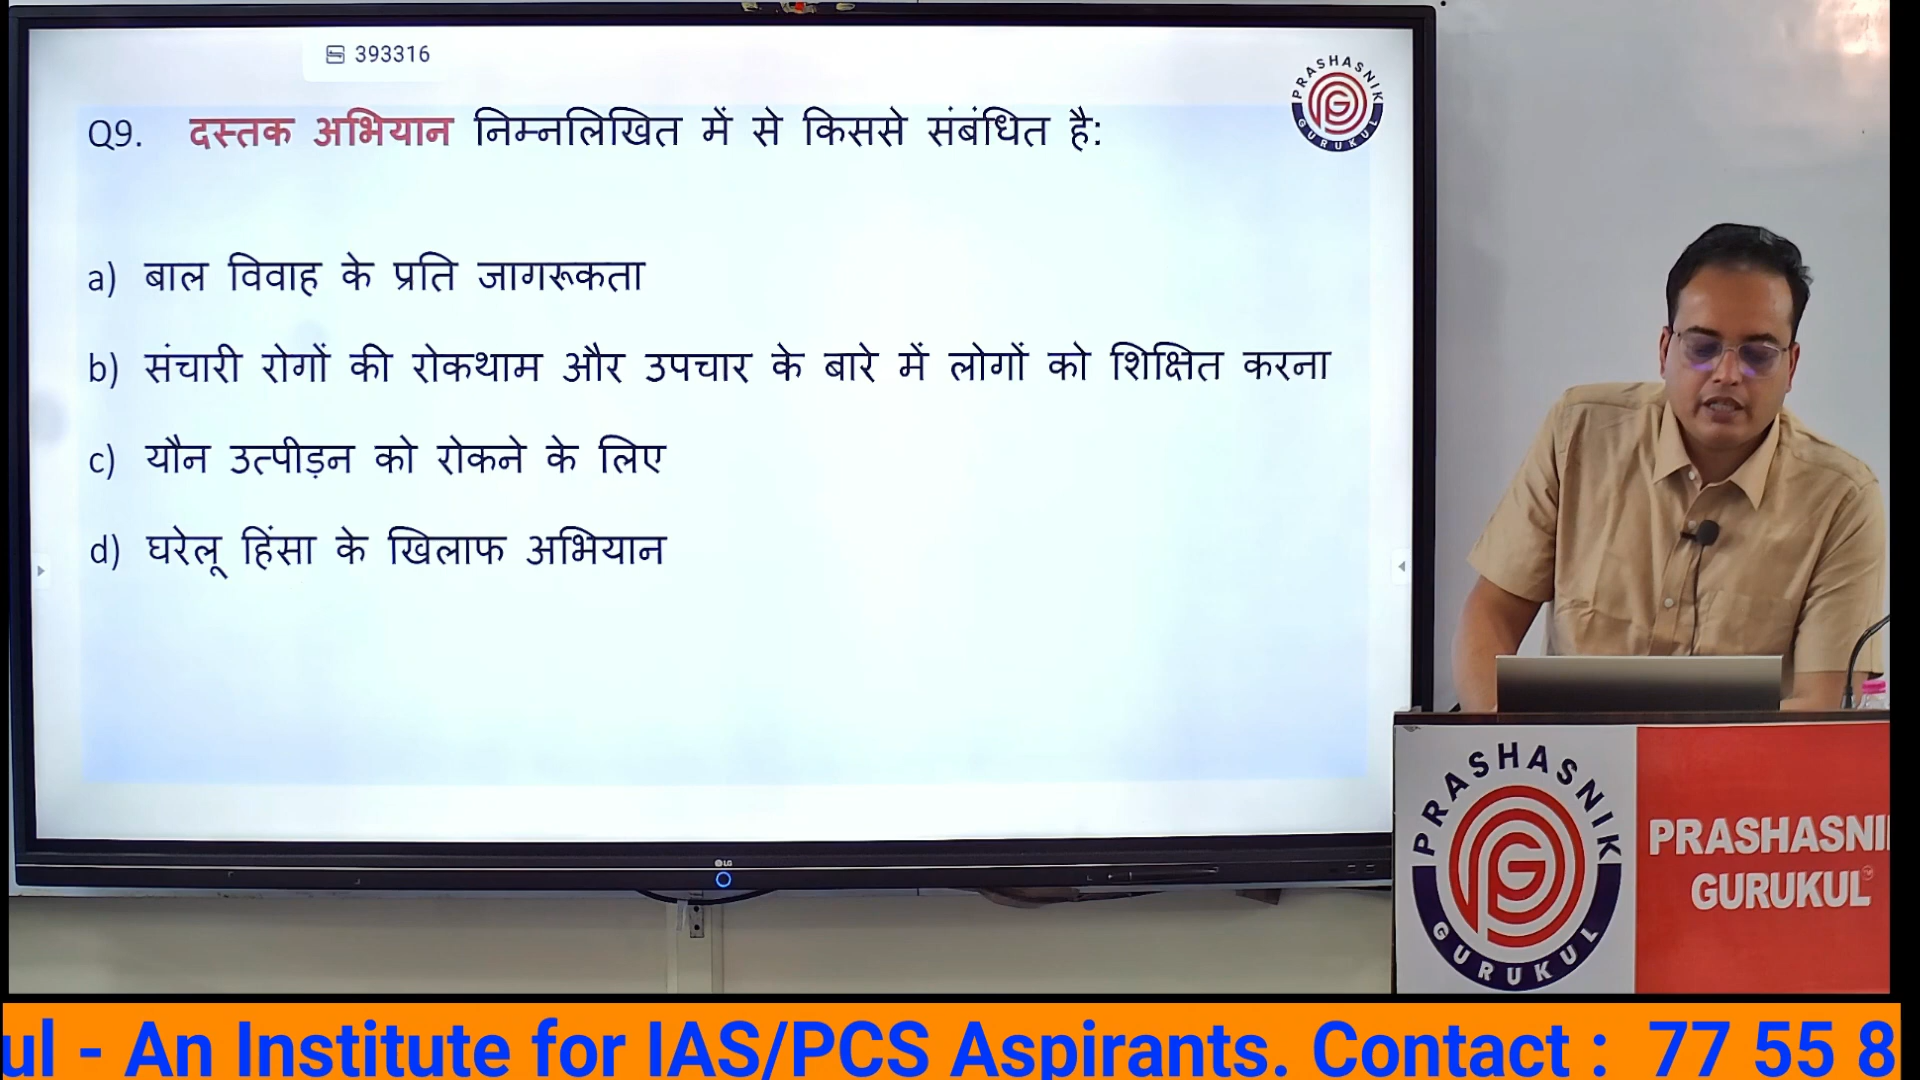 393316
PRASHASNIK
GURUKUL
Q9. दस्तक अभियान निम्नलिखित में से किससे संबंधित है:
a) बाल विवाह के प्रति जागरूकता
b) संचारी रोगों की रोकथाम और उपचार के बारे में लोगों को शिक्षित करना
c) यौन उत्पीड़न को रोकने के लिए
d) घरेलू हिंसा के खिलाफ अभियान
LG
PRASHASNIK
GURUKUL
PRASHASNI
GURUKUL
ul - An Institute for IAS/PCS Aspirants. Contact : 77 55 8